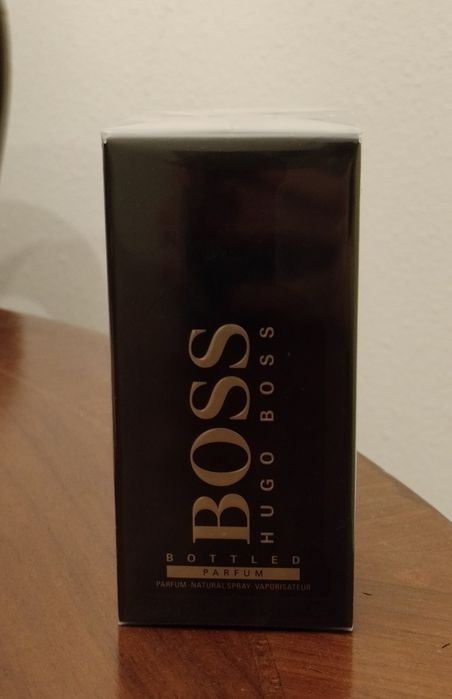 BOSS
HUGO BOSS
BOTTLED
PARFUM
PARFUM·NATURAL SPRAY·VAPORISATEUR